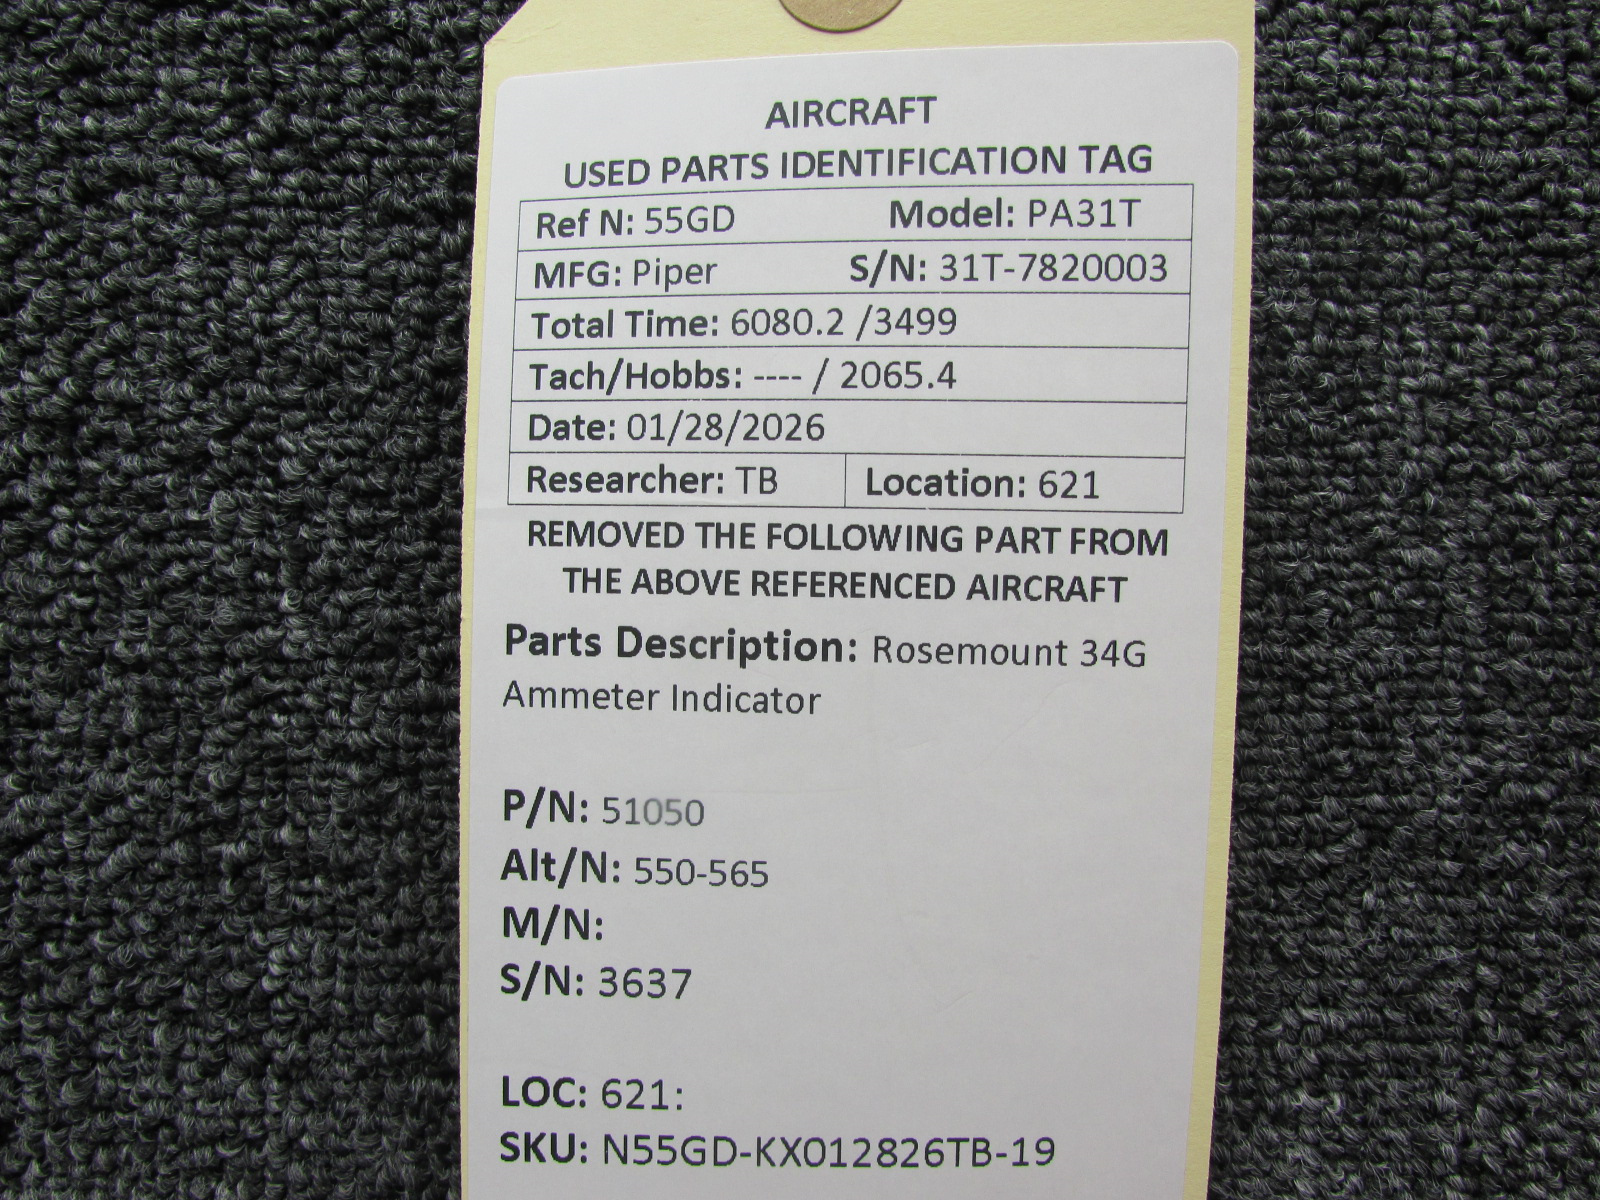 AIRCRAFT
USED PARTS IDENTIFICATION TAG
Ref N: 55GD Model: PA31T
MFG: Piper S/N: 31T-7820003
Total Time: 6080.2 /3499
Tach/Hobbs: ---- / 2065.4
Date: 01/28/2026
Researcher: TB Location: 621
REMOVED THE FOLLOWING PART FROM
THE ABOVE REFERENCED AIRCRAFT
Parts Description: Rosemount 34G
Ammeter Indicator
P/N: 51050
Alt/N: 550-565
M/N:
S/N: 3637
LOC: 621:
SKU: N55GD-KX012826TB-19